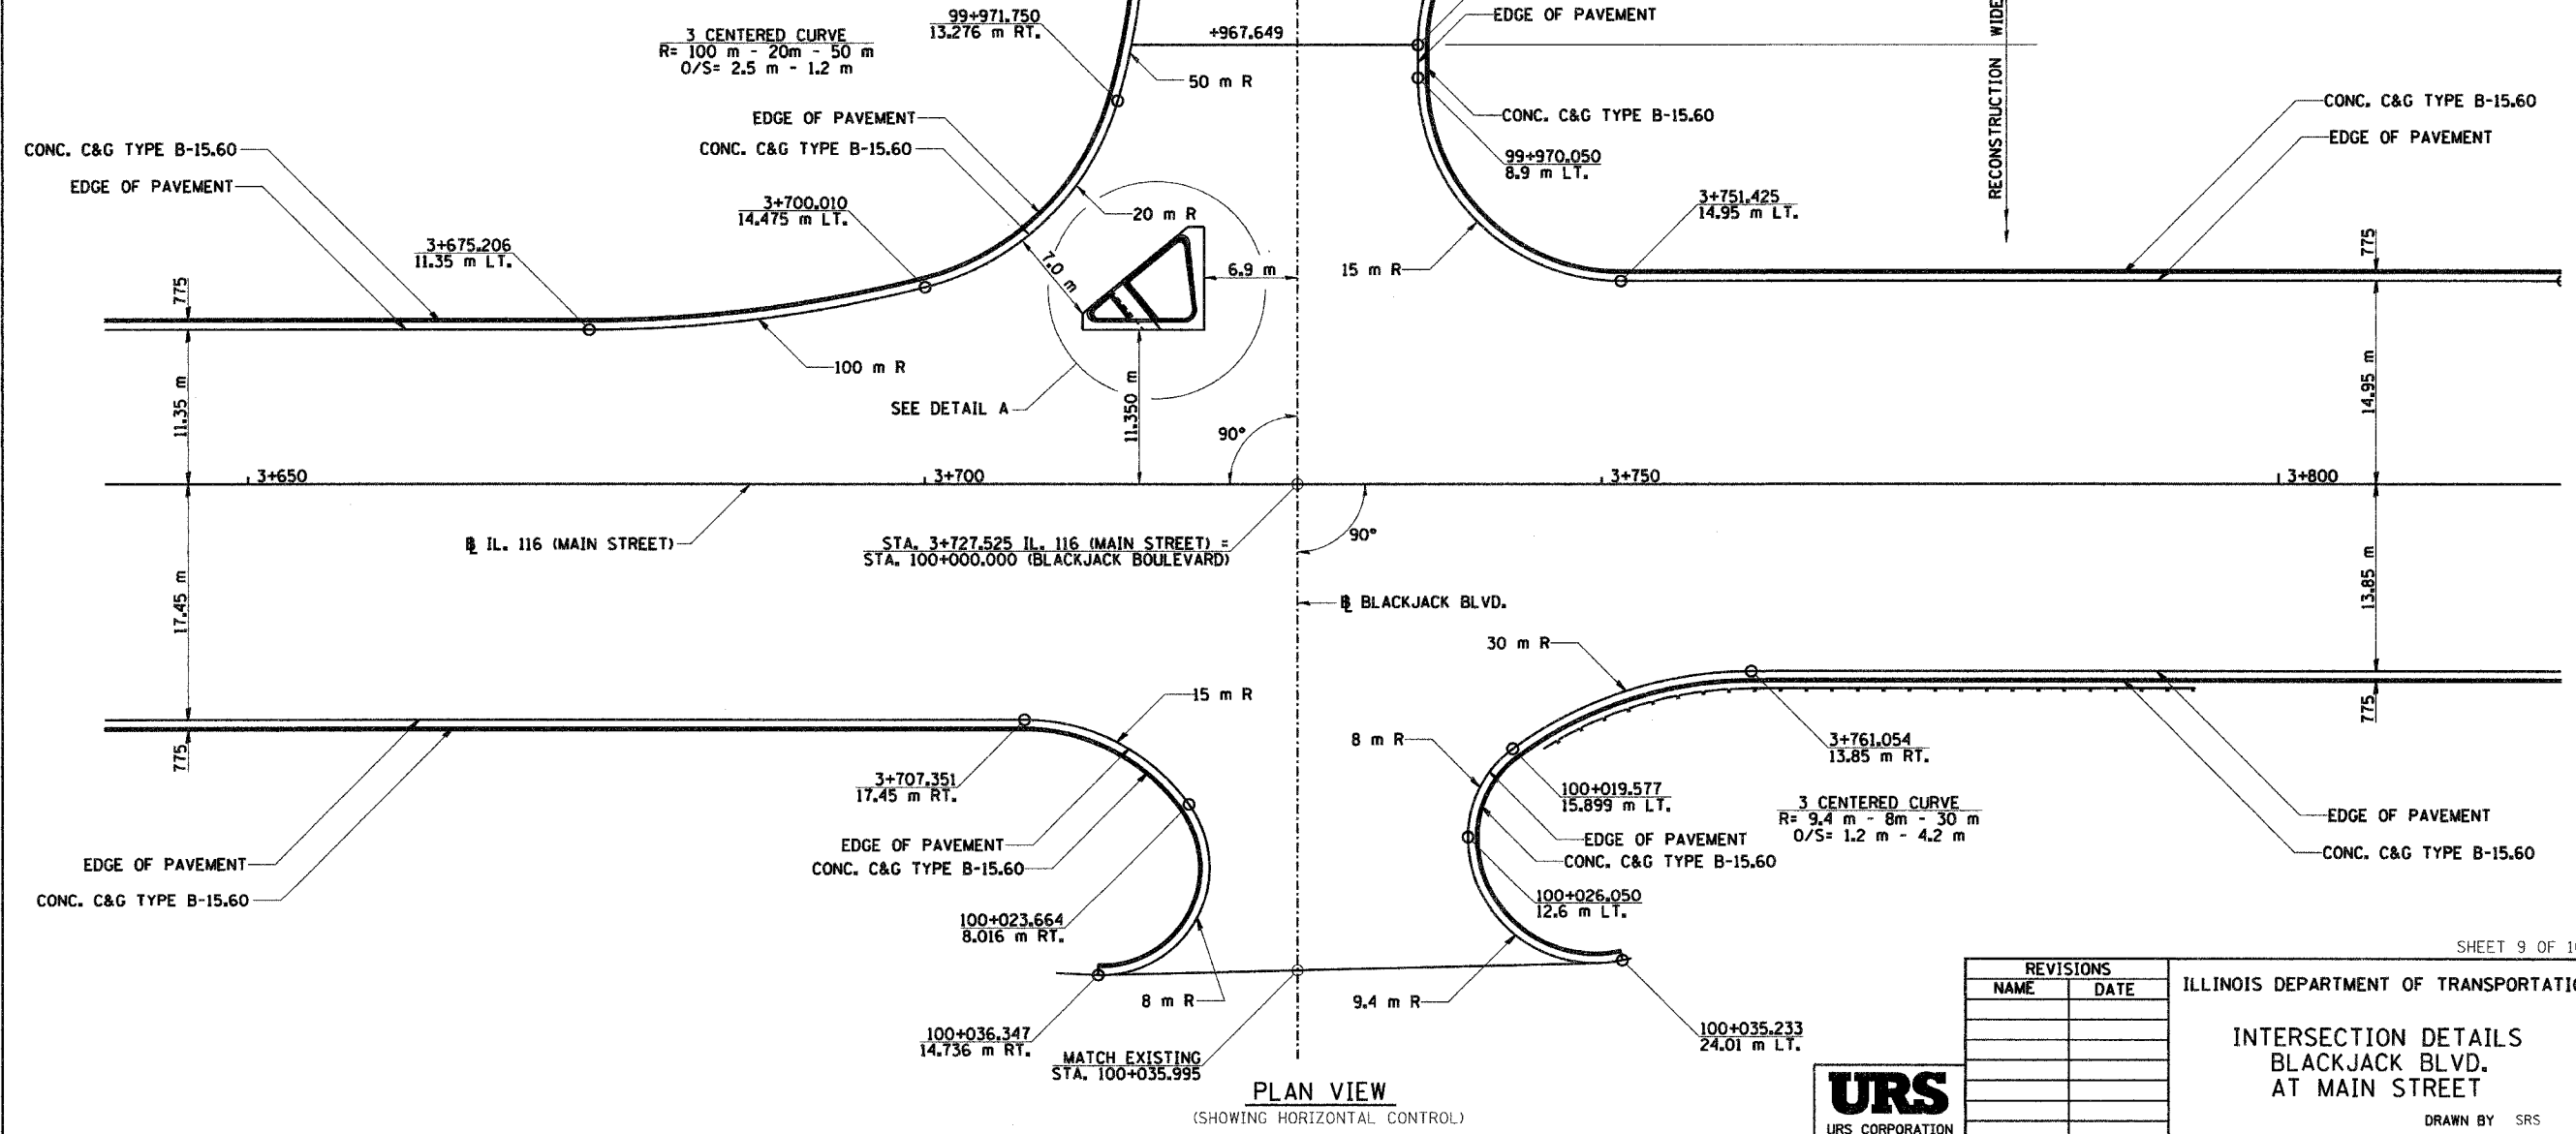 99+971.750
13.276 m RT.
3 CENTERED CURVE
R= 100 m - 20m - 50 m
O/S= 2.5 m - 1.2 m
+967.649
EDGE OF PAVEMENT
RECONSTRUCTION
50 m R
CONC. C&G TYPE B-15.60
EDGE OF PAVEMENT
CONC. C&G TYPE B-15.60
EDGE OF PAVEMENT
CONC. C&G TYPE B-15.60
CONC. C&G TYPE B-15.60
EDGE OF PAVEMENT
99+970.050
8.9 m LT.
3+700.010
14.475 m LT.
20 m R
3+751.425
14.95 m LT.
3+675.206
11.35 m LT.
7.0 m
6.9 m
15 m R
775
775
100 m R
SEE DETAIL A
11.35 m
11.350 m
14.95 m
90°
3+650
3+700
3+750
3+800
℄ IL. 116 (MAIN STREET)
STA. 3+727.525 IL. 116 (MAIN STREET) =
STA. 100+000.000 (BLACKJACK BOULEVARD)
90°
17.45 m
13.85 m
℄ BLACKJACK BLVD.
30 m R
15 m R
775
775
8 m R
3+761.054
13.85 m RT.
3+707.351
17.45 m RT.
100+019.577
15.899 m LT.
3 CENTERED CURVE
R= 9.4 m - 8m - 30 m
O/S= 1.2 m - 4.2 m
EDGE OF PAVEMENT
CONC. C&G TYPE B-15.60
EDGE OF PAVEMENT
CONC. C&G TYPE B-15.60
EDGE OF PAVEMENT
CONC. C&G TYPE B-15.60
EDGE OF PAVEMENT
CONC. C&G TYPE B-15.60
100+026.050
12.6 m LT.
100+023.664
8.016 m RT.
8 m R
9.4 m R
100+036.347
14.736 m RT.
MATCH EXISTING
STA. 100+035.995
100+035.233
24.01 m LT.
PLAN VIEW
(SHOWING HORIZONTAL CONTROL)
SHEET 9 OF
REVISIONS
NAME DATE
ILLINOIS DEPARTMENT OF
INTERSECTION DETAILS
BLACKJACK BLVD.
AT MAIN STREET
DRAWN BY SRS
URS
URS CORPORATION